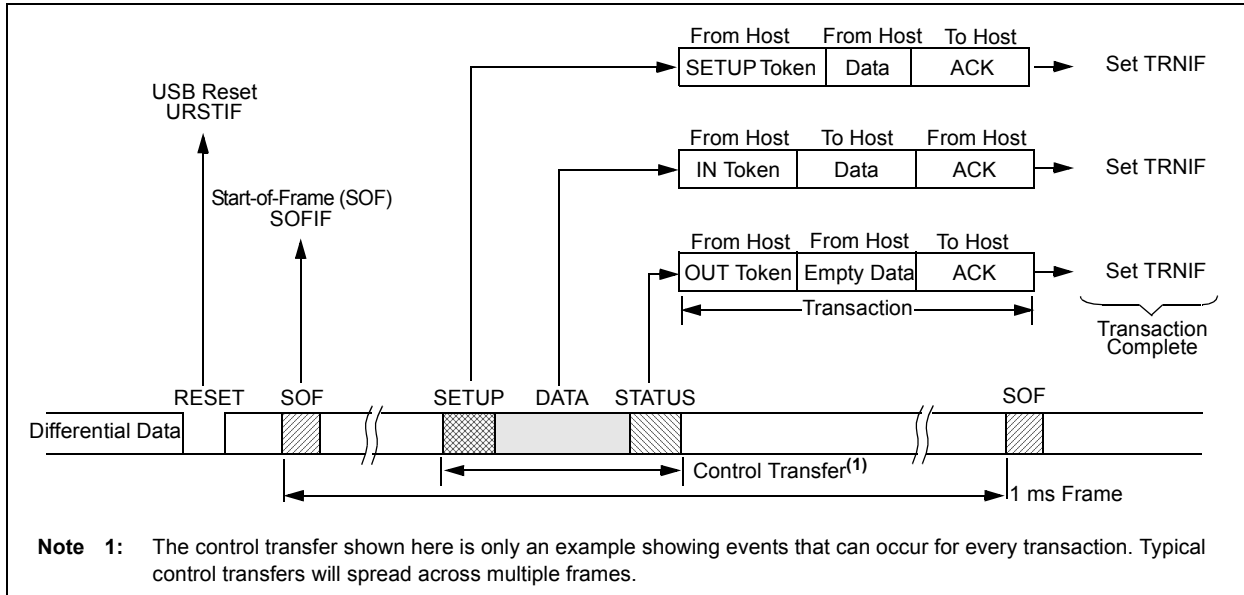 From Host From Host To Host
SETUP Token Data ACK Set TRNIF
USB Reset
URSTIF
From Host To Host From Host
IN Token Data ACK Set TRNIF
Start-of-Frame (SOF)
SOFIF
From Host From Host To Host
OUT Token Empty Data ACK Set TRNIF
Transaction
Transaction
Complete
RESET SOF SETUP DATA STATUS SOF
Differential Data
Control Transfer(1)
1 ms Frame
Note 1: The control transfer shown here is only an example showing events that can occur for every transaction. Typical
control transfers will spread across multiple frames.